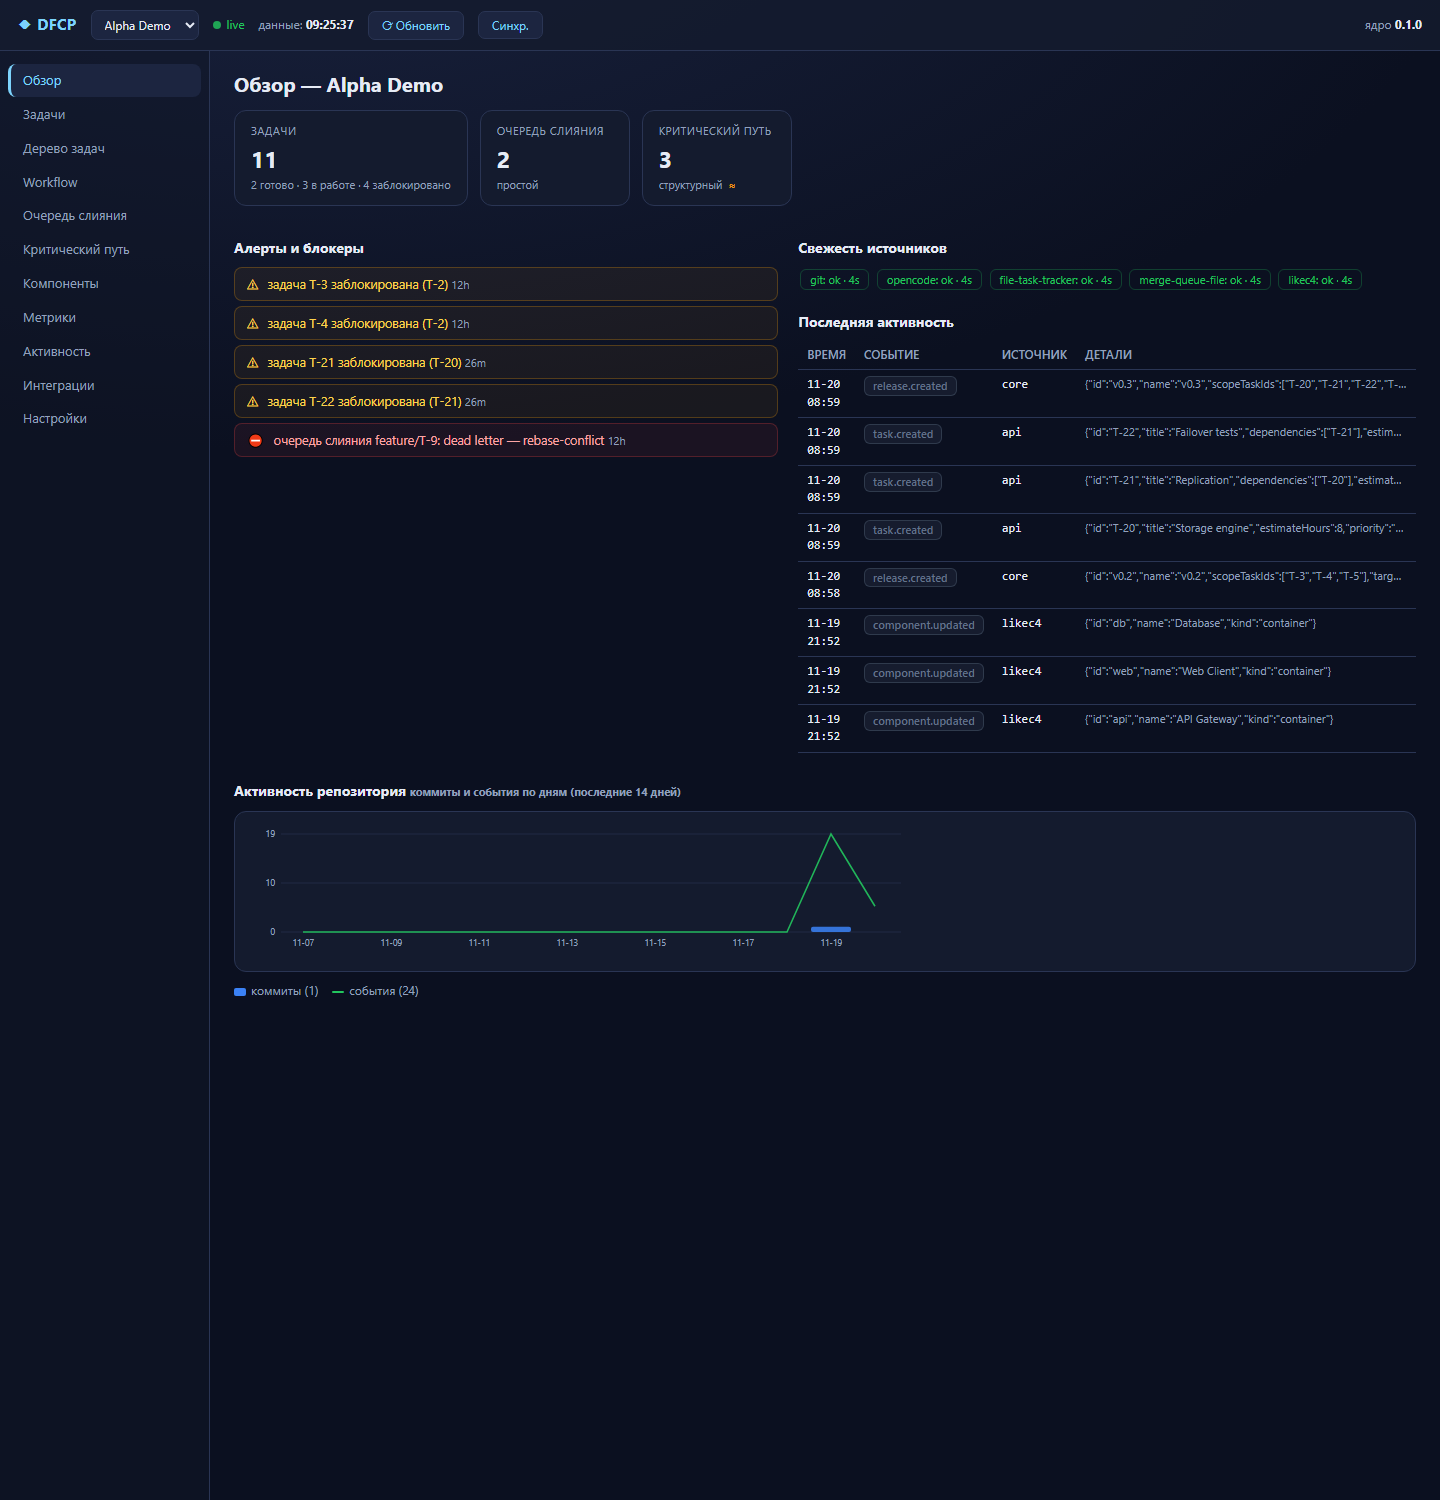 DFCP
Alpha Demo
live
данные: 09:25:37
⟳ Обновить
Синхр.
ядро 0.1.0
Обзор
Задачи
Дерево задач
Workflow
Очередь слияния
Критический путь
Компоненты
Метрики
Активность
Интеграции
Настройки
Обзор — Alpha Demo
ЗАДАЧИ
11
2 готово · 3 в работе · 4 заблокировано
ОЧЕРЕДЬ СЛИЯНИЯ
2
простой
КРИТИЧЕСКИЙ ПУТЬ
3
структурный ≈
Алерты и блокеры
⚠ задача T-3 заблокирована (T-2) 12h
⚠ задача T-4 заблокирована (T-2) 12h
⚠ задача T-21 заблокирована (T-20) 26m
⚠ задача T-22 заблокирована (T-21) 26m
⛔ очередь слияния feature/T-9: dead letter — rebase-conflict 12h
Свежесть источников
git: ok · 4s
opencode: ok · 4s
file-task-tracker: ok · 4s
merge-queue-file: ok · 4s
likec4: ok · 4s
Последняя активность
ВРЕМЯ СОБЫТИЕ ИСТОЧНИК ДЕТАЛИ
11-20 release.created core {"id":"v0.3","name":"v0.3","scopeTaskIds":["T-20","T-21","T-22","T-...
08:59
11-20 task.created api {"id":"T-22","title":"Failover tests","dependencies":["T-21"],"estim...
08:59
11-20 task.created api {"id":"T-21","title":"Replication","dependencies":["T-20"],"estimat...
08:59
11-20 task.created api {"id":"T-20","title":"Storage engine","estimateHours":8,"priority":"...
08:59
11-20 release.created core {"id":"v0.2","name":"v0.2","scopeTaskIds":["T-3","T-4","T-5"],"targ...
08:58
11-19 component.updated likec4 {"id":"db","name":"Database","kind":"container"}
21:52
11-19 component.updated likec4 {"id":"web","name":"Web Client","kind":"container"}
21:52
11-19 component.updated likec4 {"id":"api","name":"API Gateway","kind":"container"}
21:52
Активность репозитория коммиты и события по дням (последние 14 дней)
19
10
0
11-07 11-09 11-11 11-13 11-15 11-17 11-19
коммиты (1) события (24)